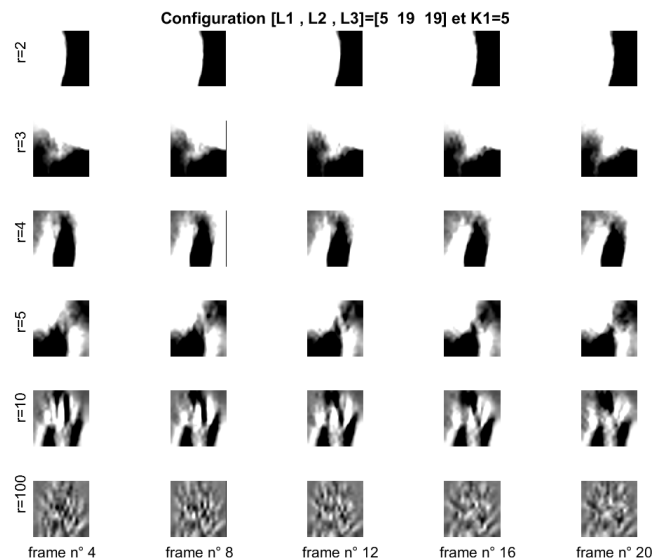 Configuration [L1 , L2 , L3]=[5 19 19] et K1=5
r=2
r=3
r=4
r=5
r=10
r=100
frame n° 4 frame n° 8 frame n° 12 frame n° 16 frame n° 20